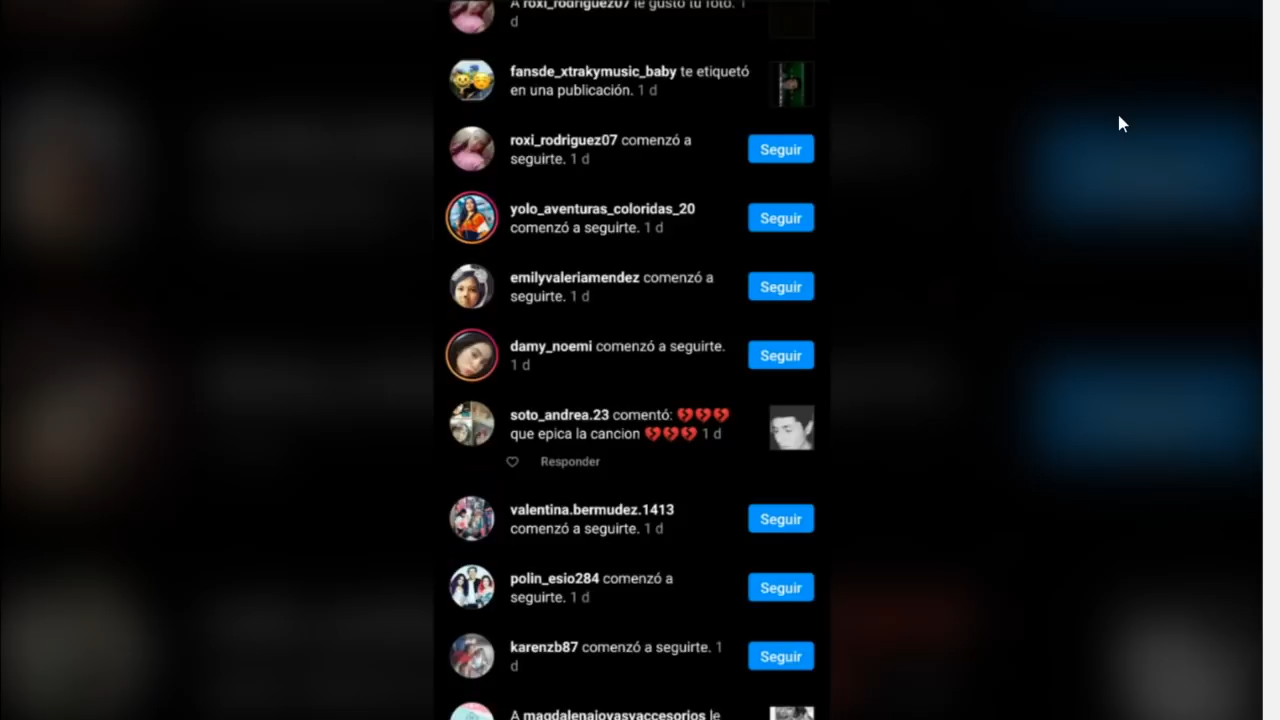 A roxi_rodriguez07 le gustó tu foto. 1
d
fansde_xtrakymusic_baby te etiquetó
en una publicación. 1 d
roxi_rodriguez07 comenzó a
seguirte. 1 d
Seguir
yolo_aventuras_coloridas_20
comenzó a seguirte. 1 d
Seguir
emilyvaleriamendez comenzó a
seguirte. 1 d
Seguir
damy_noemi comenzó a seguirte.
1 d
Seguir
soto_andrea.23 comentó: 💔💔💔
que epica la cancion 💔💔💔 1 d
Responder
valentina.bermudez.1413
comenzó a seguirte. 1 d
Seguir
polin_esio284 comenzó a
seguirte. 1 d
Seguir
karenzb87 comenzó a seguirte. 1
d
Seguir
A magdalenajoyasyaccesorios le